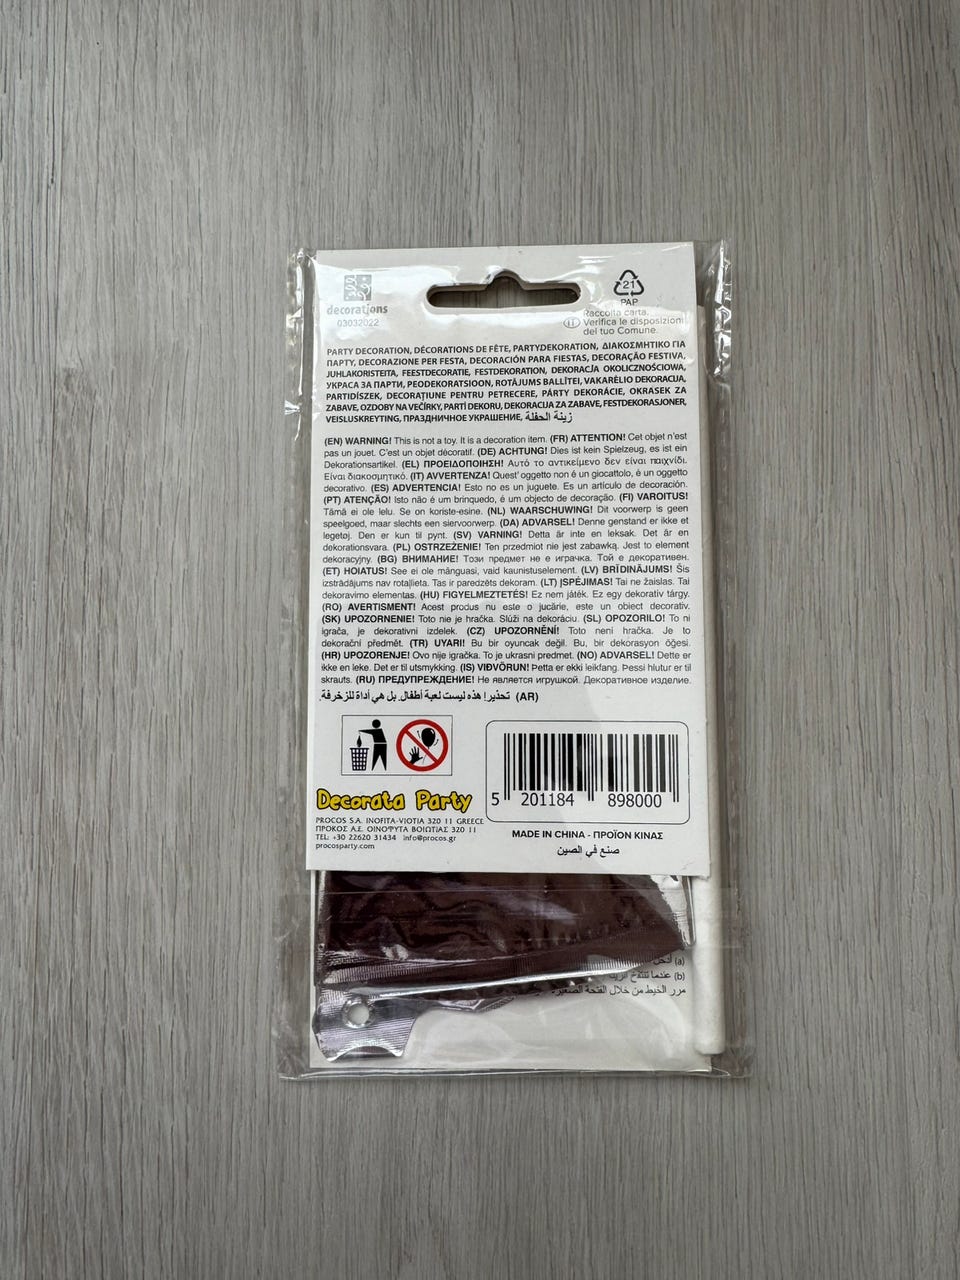 decorations
03032022
21
PAP
Raccolta carta.
IT Verifica le disposizioni
del tuo Comune.
PARTY DECORATION, DÉCORATIONS DE FÊTE, PARTYDEKORATION, ΔΙΑΚΟΣΜΗΤΙΚΟ ΓΙΑ
ΠΑΡΤΥ, DECORAZIONE PER FESTA, DECORACIÓN PARA FIESTAS, DECORAÇÃO FESTIVA,
JUHLAKORISTEITA, FEESTDECORATIE, FESTDEKORATION, DEKORACJA OKOLICZNOŚCIOWA,
УКРАСА ЗА ПАРТИ, PEODEKORATSIOON, ROTĀJUMS BALLĪTEI, VAKARĖLIO DEKORACIJA,
PARTIDÍSZEK, DECORAȚIUNE PENTRU PETRECERE, PÁRTY DEKORÁCIE, OKRASEK ZA
ZABAVE, OZDOBY NA VEČÍRKY, PARTİ DEKORU, DEKORACIJA ZA ZABAVE, FESTDEKORASJONER,
VEISLUSKREYTING, ПРАЗДНИЧНОЕ УКРАШЕНИЕ, زينة الحفلة
(EN) WARNING! This is not a toy. It is a decoration item. (FR) ATTENTION! Cet objet n'est
pas un jouet. C'est un objet décoratif. (DE) ACHTUNG! Dies ist kein Spielzeug, es ist ein
Dekorationsartikel. (EL) ΠΡΟΕΙΔΟΠΟΙΗΣΗ! Αυτό το αντικείμενο δεν είναι παιχνίδι.
Είναι διακοσμητικό. (IT) AVVERTENZA! Quest' oggetto non é un giocattolo, è un oggetto
decorativo. (ES) ADVERTENCIA! Esto no es un juguete. Es un artículo de decoración.
(PT) ATENÇÃO! Isto não é um brinquedo, é um objecto de decoração. (FI) VAROITUS!
Tämä ei ole lelu. Se on koriste-esine. (NL) WAARSCHUWING! Dit voorwerp is geen
speelgoed, maar slechts een siervoorwerp. (DA) ADVARSEL! Denne genstand er ikke et
legetøj. Den er kun til pynt. (SV) VARNING! Detta är inte en leksak. Det är en
dekorationsvara. (PL) OSTRZEŻENIE! Ten przedmiot nie jest zabawką. Jest to element
dekoracyjny. (BG) ВНИМАНИЕ! Този предмет не е играчка. Той е декоративен.
(ET) HOIATUS! See ei ole mänguasi, vaid kaunistuselement. (LV) BRĪDINĀJUMS! Šis
izstrādājums nav rotaļlieta. Tas ir paredzēts dekoram. (LT) ĮSPĖJIMAS! Tai ne žaislas. Tai
dekoravimo elementas. (HU) FIGYELMEZTETÉS! Ez nem játék. Ez egy dekoratív tárgy.
(RO) AVERTISMENT! Acest produs nu este o jucărie, este un obiect decorativ.
(SK) UPOZORNENIE! Toto nie je hračka. Slúži na dekoráciu. (SL) OPOZORILO! To ni
igrača, je dekorativni izdelek. (CZ) UPOZORNĚNÍ! Toto není hračka. Je to
dekorační předmět. (TR) UYARI! Bu bir oyuncak değil. Bu, bir dekorasyon öğesi.
(HR) UPOZORENJE! Ovo nije igračka. To je ukrasni predmet. (NO) ADVARSEL! Dette er
ikke en leke. Det er til utsmykking. (IS) VIÐVÖRUN! Þetta er ekki leikfang. Þessi hlutur er til
skrauts. (RU) ПРЕДУПРЕЖДЕНИЕ! Не является игрушкой. Декоративное изделие.
(AR) تحذير! هذه ليست لعبة أطفال. بل هي أداة للزخرفة.
Decorata Party
PROCOS S.A. INOFITA-VIOTIA 320 11 GREECE
ΠΡΟΚΟΣ Α.Ε. ΟΙΝΟΦΥΤΑ ΒΟΙΩΤΙΑΣ 320 11
TEL: +30 22620 31434 info@procos.gr
procosparty.com
5 201184 898000
MADE IN CHINA - ΠΡΟΪΟΝ ΚΙΝΑΣ
صنع في الصين
(a) أدخل
(b) عندما تنتفخ
مرر الخيط من خلال الفتحة الصغيرة